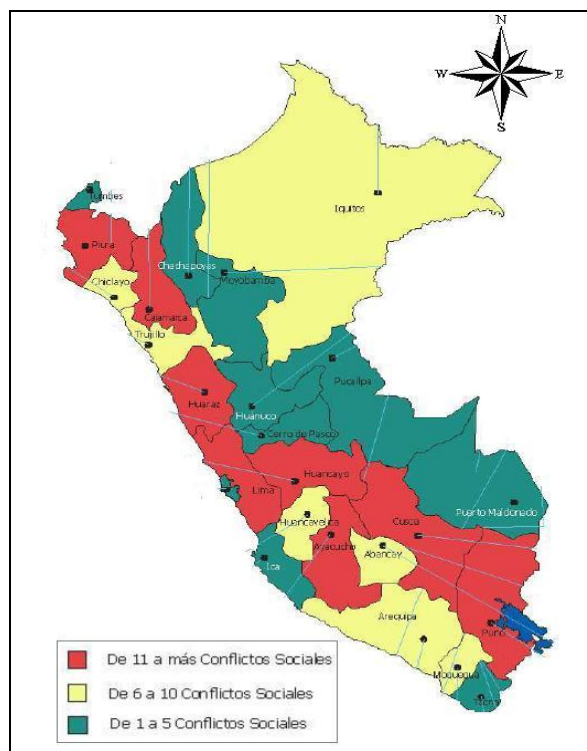 N
W E
S
Tumbes
Iquitos
Piura
Chachapoyas
Moyobamba
Chiclayo
Cajamarca
Trujillo
Pucallpa
Huaraz
Huanuco
Cerro de Pasco
Huancayo
Lima
Puerto Maldonado
Huancavelica
Cusco
Ayacucho
Abancay
Ica
Arequipa
Puno
Moquegua
Tacna
De 11 a más Conflictos Sociales
De 6 a 10 Conflictos Sociales
De 1 a 5 Conflictos Sociales